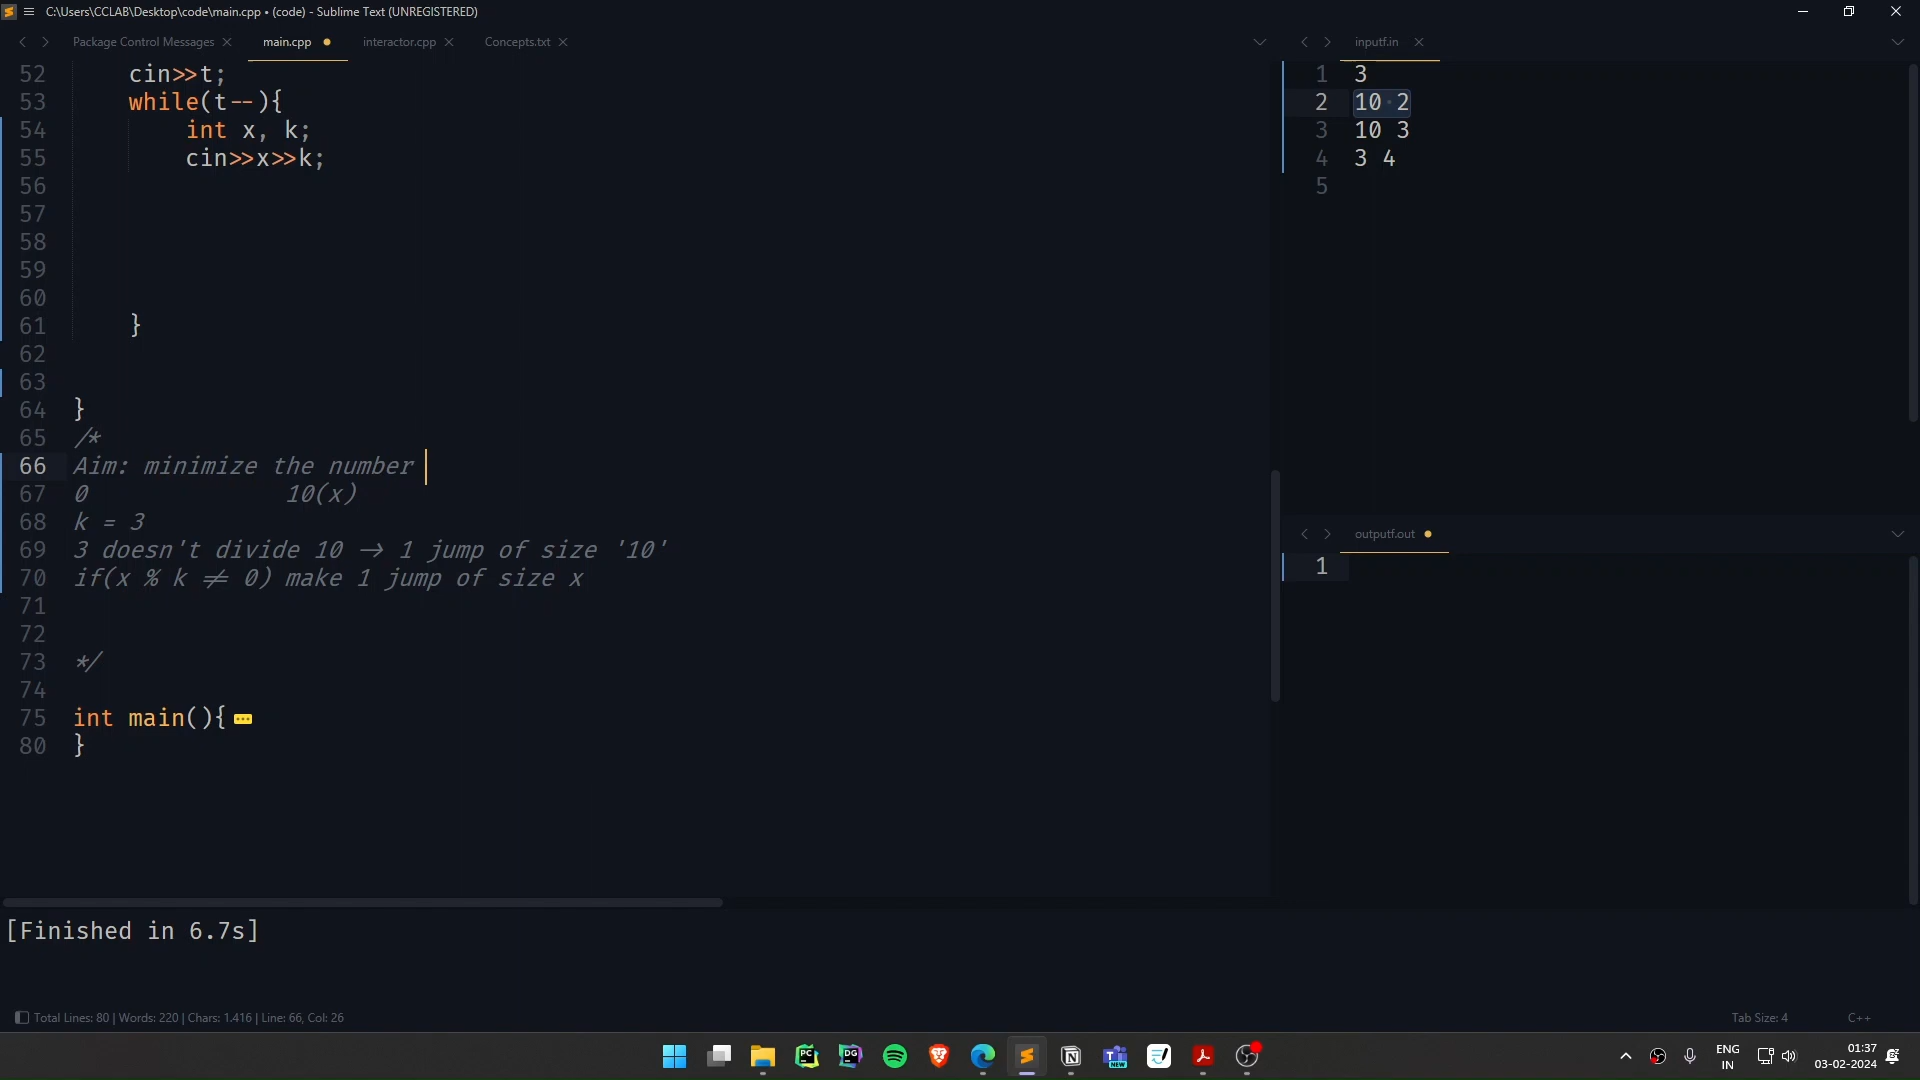 C:\Users\CCLAB\Desktop\code\main.cpp • (code) - Sublime Text (UNREGISTERED)
Package Control Messages
main.cpp
interactor.cpp
Concepts.txt
52 cin>>t;
53 while(t--){
54 int x, k;
55 cin>>x>>k;
56
57
58
59
60
61 }
62
63
64 }
65 /*
66 Aim: minimize the number
67 0 10(x)
68 k = 3
69 3 doesn't divide 10 -> 1 jump of size '10'
70 if(x % k != 0) make 1 jump of size x
71
72
73 */
74
75 int main(){
80 }
inputf.in
1 3
2 10 2
3 10 3
4 3 4
5
outputf.out
1
[Finished in 6.7s]
Total Lines: 80 | Words: 220 | Chars: 1.416 | Line: 66, Col: 26
Tab Size: 4
C++
PC
DG
NEW
ENG
IN
01:37
03-02-2024